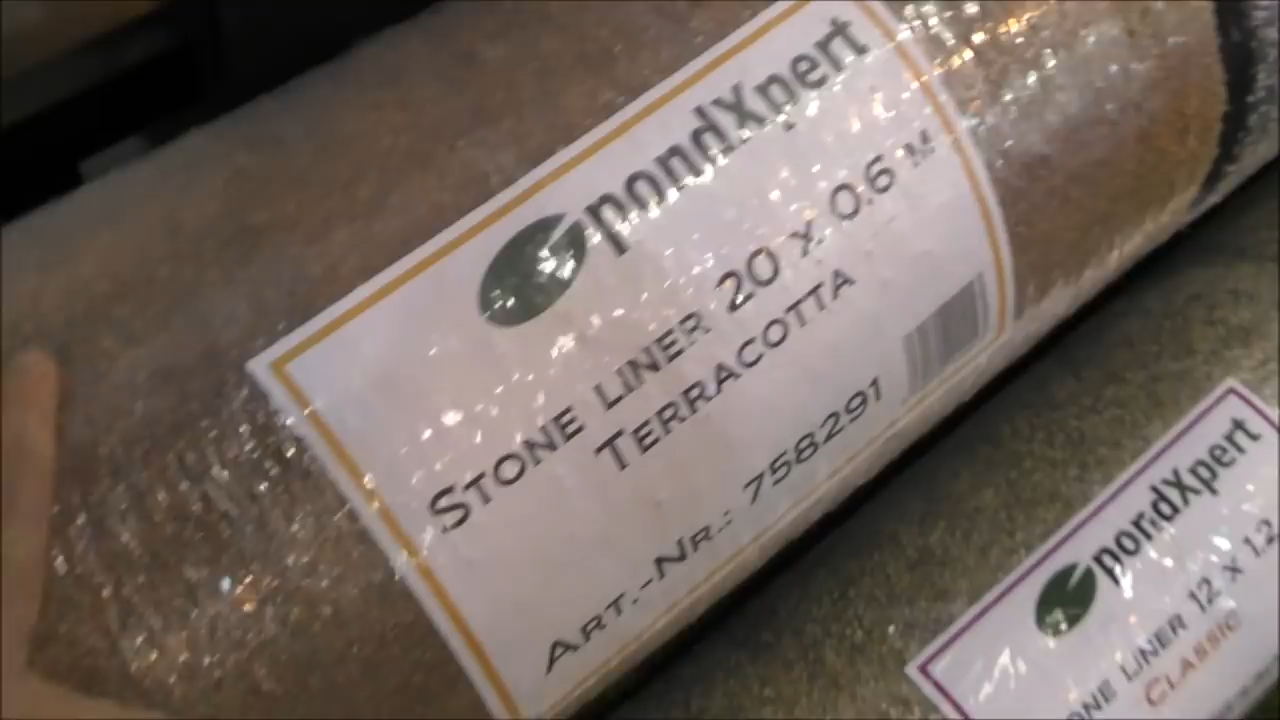 pondXpert
STONE LINER 20 X 0.6 M
TERRACOTTA
ART.-NR.: 758291
pondXpert
ONE LINER 12 X 1.2
CLASSIC